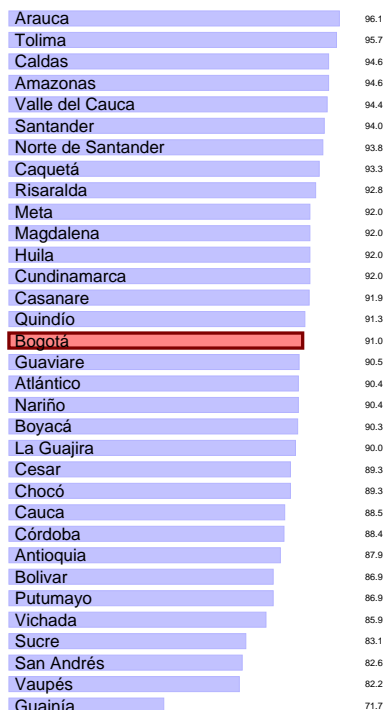 Arauca 96.1
Tolima 95.7
Caldas 94.6
Amazonas 94.6
Valle del Cauca 94.4
Santander 94.0
Norte de Santander 93.8
Caquetá 93.3
Risaralda 92.8
Meta 92.0
Magdalena 92.0
Huila 92.0
Cundinamarca 92.0
Casanare 91.9
Quindío 91.3
Bogotá 91.0
Guaviare 90.5
Atlántico 90.4
Nariño 90.4
Boyacá 90.3
La Guajira 90.0
Cesar 89.3
Chocó 89.3
Cauca 88.5
Córdoba 88.4
Antioquia 87.9
Bolivar 86.9
Putumayo 86.9
Vichada 85.9
Sucre 83.1
San Andrés 82.6
Vaupés 82.2
Guainía 71.7